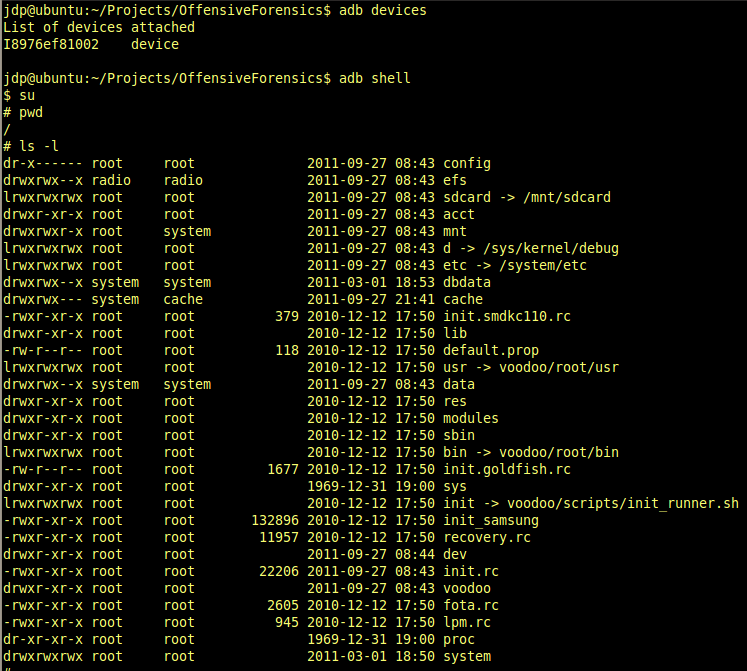 jdp@ubuntu:~/Projects/OffensiveForensics$ adb devices
List of devices attached
I8976ef81002    device

jdp@ubuntu:~/Projects/OffensiveForensics$ adb shell
$ su
# pwd
/
# ls -l
dr-x------ root     root              2011-09-27 08:43 config
drwxrwx--x radio    radio             2011-09-27 08:43 efs
lrwxrwxrwx root     root              2011-09-27 08:43 sdcard -> /mnt/sdcard
drwxr-xr-x root     root              2011-09-27 08:43 acct
drwxrwxr-x root     system            2011-09-27 08:43 mnt
lrwxrwxrwx root     root              2011-09-27 08:43 d -> /sys/kernel/debug
lrwxrwxrwx root     root              2011-09-27 08:43 etc -> /system/etc
drwxrwx--x system   system            2011-03-01 18:53 dbdata
drwxrwx--- system   cache             2011-09-27 21:41 cache
-rwxr-xr-x root     root          379 2010-12-12 17:50 init.smdkc110.rc
drwxr-xr-x root     root              2010-12-12 17:50 lib
-rw-r--r-- root     root          118 2010-12-12 17:50 default.prop
lrwxrwxrwx root     root              2010-12-12 17:50 usr -> voodoo/root/usr
drwxrwx--x system   system            2011-09-27 08:43 data
drwxr-xr-x root     root              2010-12-12 17:50 res
drwxr-xr-x root     root              2010-12-12 17:50 modules
drwxr-xr-x root     root              2010-12-12 17:50 sbin
lrwxrwxrwx root     root              2010-12-12 17:50 bin -> voodoo/root/bin
-rw-r--r-- root     root         1677 2010-12-12 17:50 init.goldfish.rc
drwxr-xr-x root     root              1969-12-31 19:00 sys
lrwxrwxrwx root     root              2010-12-12 17:50 init -> voodoo/scripts/init_runner.sh
-rwxr-xr-x root     root       132896 2010-12-12 17:50 init_samsung
-rwxr-xr-x root     root        11957 2010-12-12 17:50 recovery.rc
drwxr-xr-x root     root              2011-09-27 08:44 dev
-rwxr-xr-x root     root        22206 2011-09-27 08:43 init.rc
drwxr-xr-x root     root              2011-09-27 08:43 voodoo
-rwxr-xr-x root     root         2605 2010-12-12 17:50 fota.rc
-rwxr-xr-x root     root          945 2010-12-12 17:50 lpm.rc
dr-xr-xr-x root     root              1969-12-31 19:00 proc
drwxrwxrwx root     root              2011-03-01 18:50 system
#